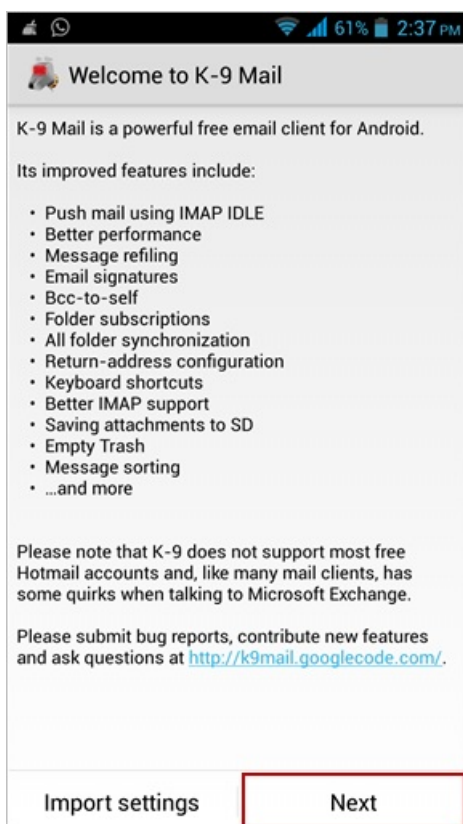 61% 2:37 PM
Welcome to K-9 Mail
K-9 Mail is a powerful free email client for Android.
Its improved features include:
• Push mail using IMAP IDLE
• Better performance
• Message refiling
• Email signatures
• Bcc-to-self
• Folder subscriptions
• All folder synchronization
• Return-address configuration
• Keyboard shortcuts
• Better IMAP support
• Saving attachments to SD
• Empty Trash
• Message sorting
• ...and more
Please note that K-9 does not support most free
Hotmail accounts and, like many mail clients, has
some quirks when talking to Microsoft Exchange.
Please submit bug reports, contribute new features
and ask questions at http://k9mail.googlecode.com/.
Import settings Next